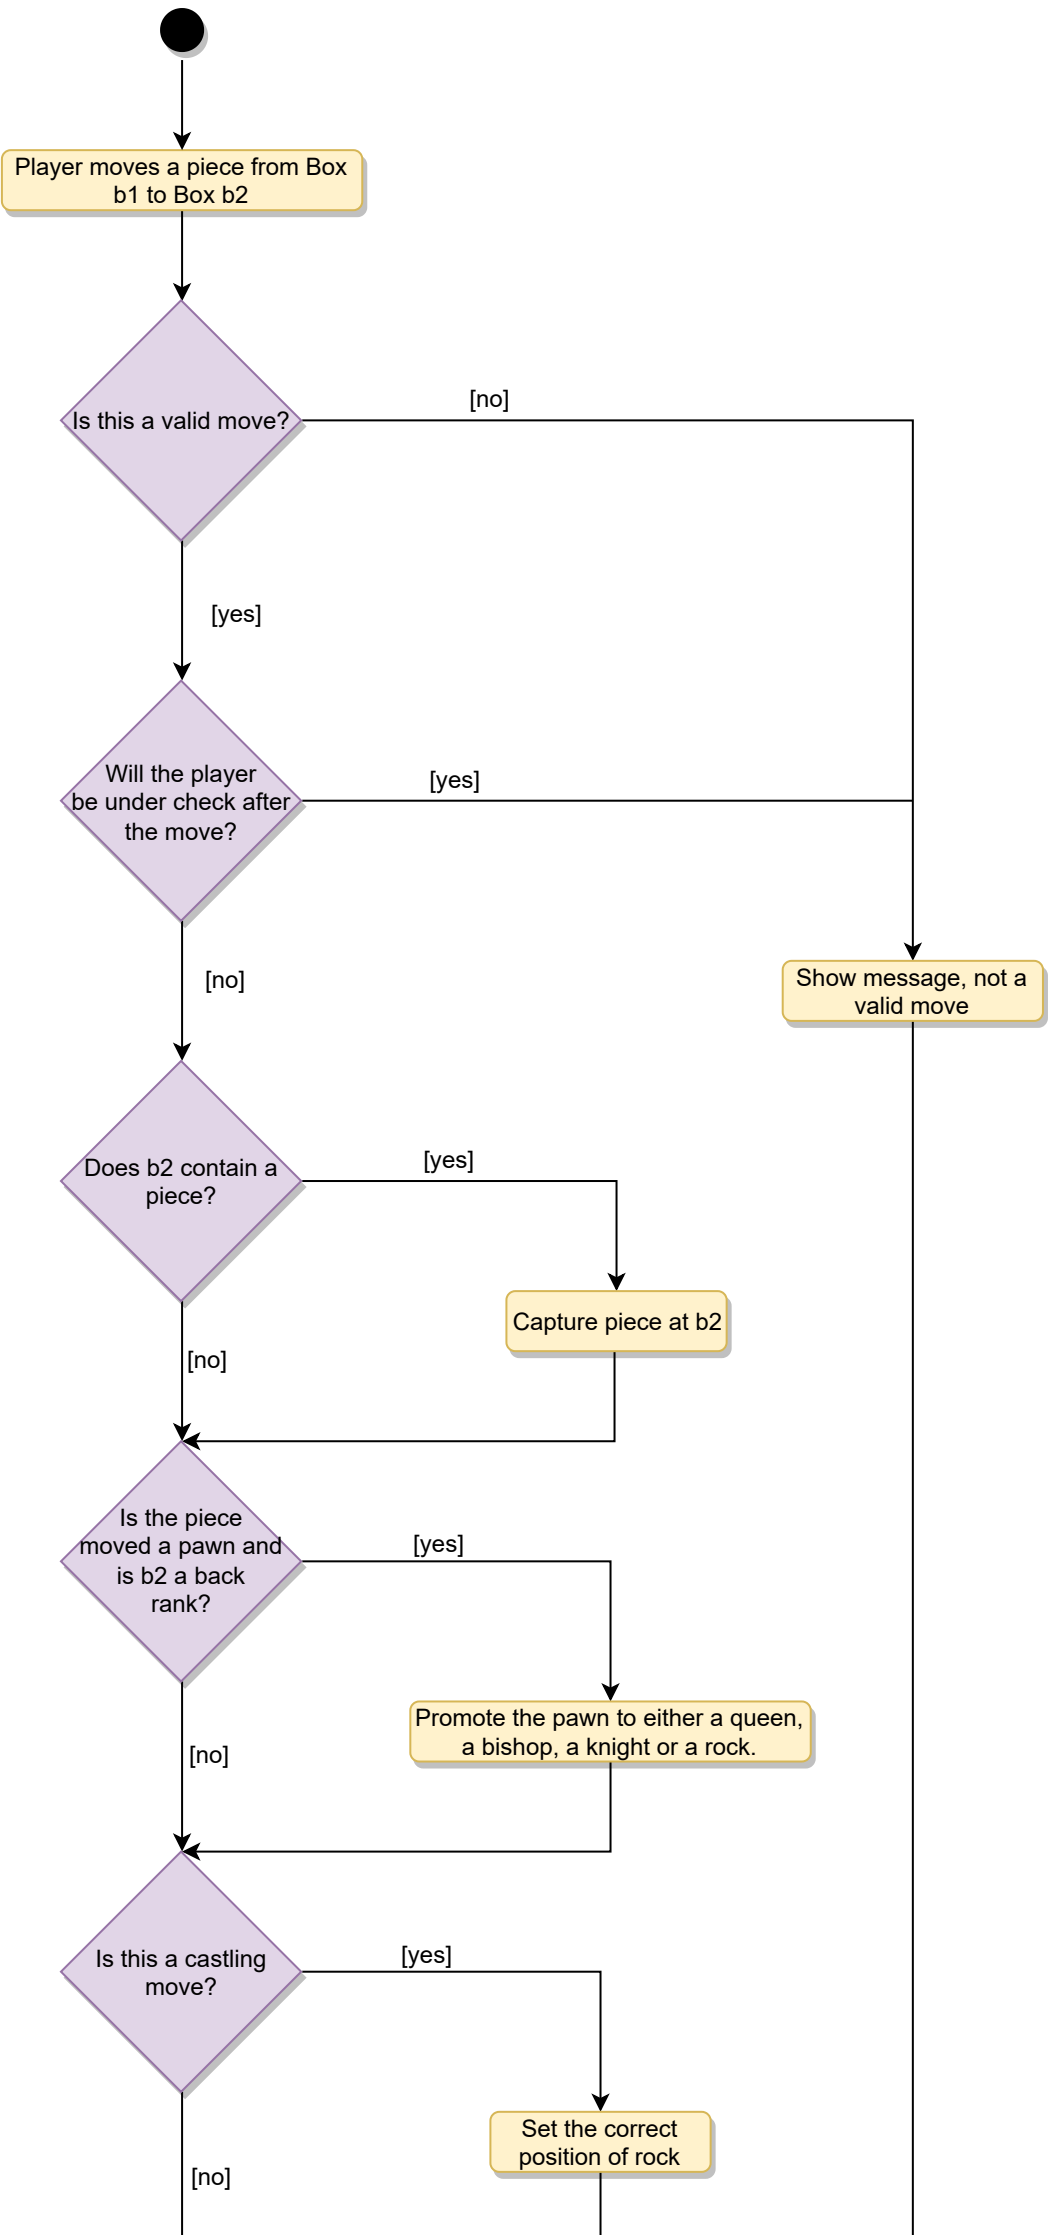 Player moves a piece from Box
b1 to Box b2
Is this a valid move?
[no]
[yes]
Will the player
be under check after
the move?
[yes]
[no]
Show message, not a
valid move
Does b2 contain a
piece?
[yes]
Capture piece at b2
[no]
Is the piece
moved a pawn and
is b2 a back
rank?
[yes]
Promote the pawn to either a queen,
a bishop, a knight or a rock.
[no]
Is this a castling
move?
[yes]
Set the correct
position of rock
[no]